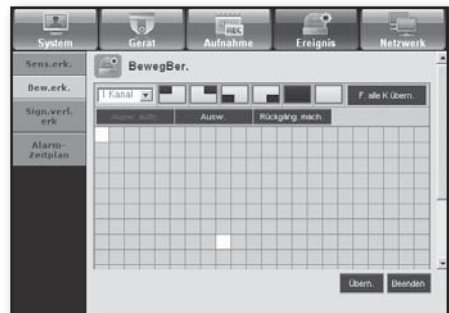 System Gerät Aufnahme Ereignis Netzwerk
Sens.erk.
Bew.erk.
Sign.verl.
erk
Alarm-
Zeitplan
BewegBer.
1 Kanal F. alle K übern.
Ausw. Rückgäng. mach.
Übern. Beenden